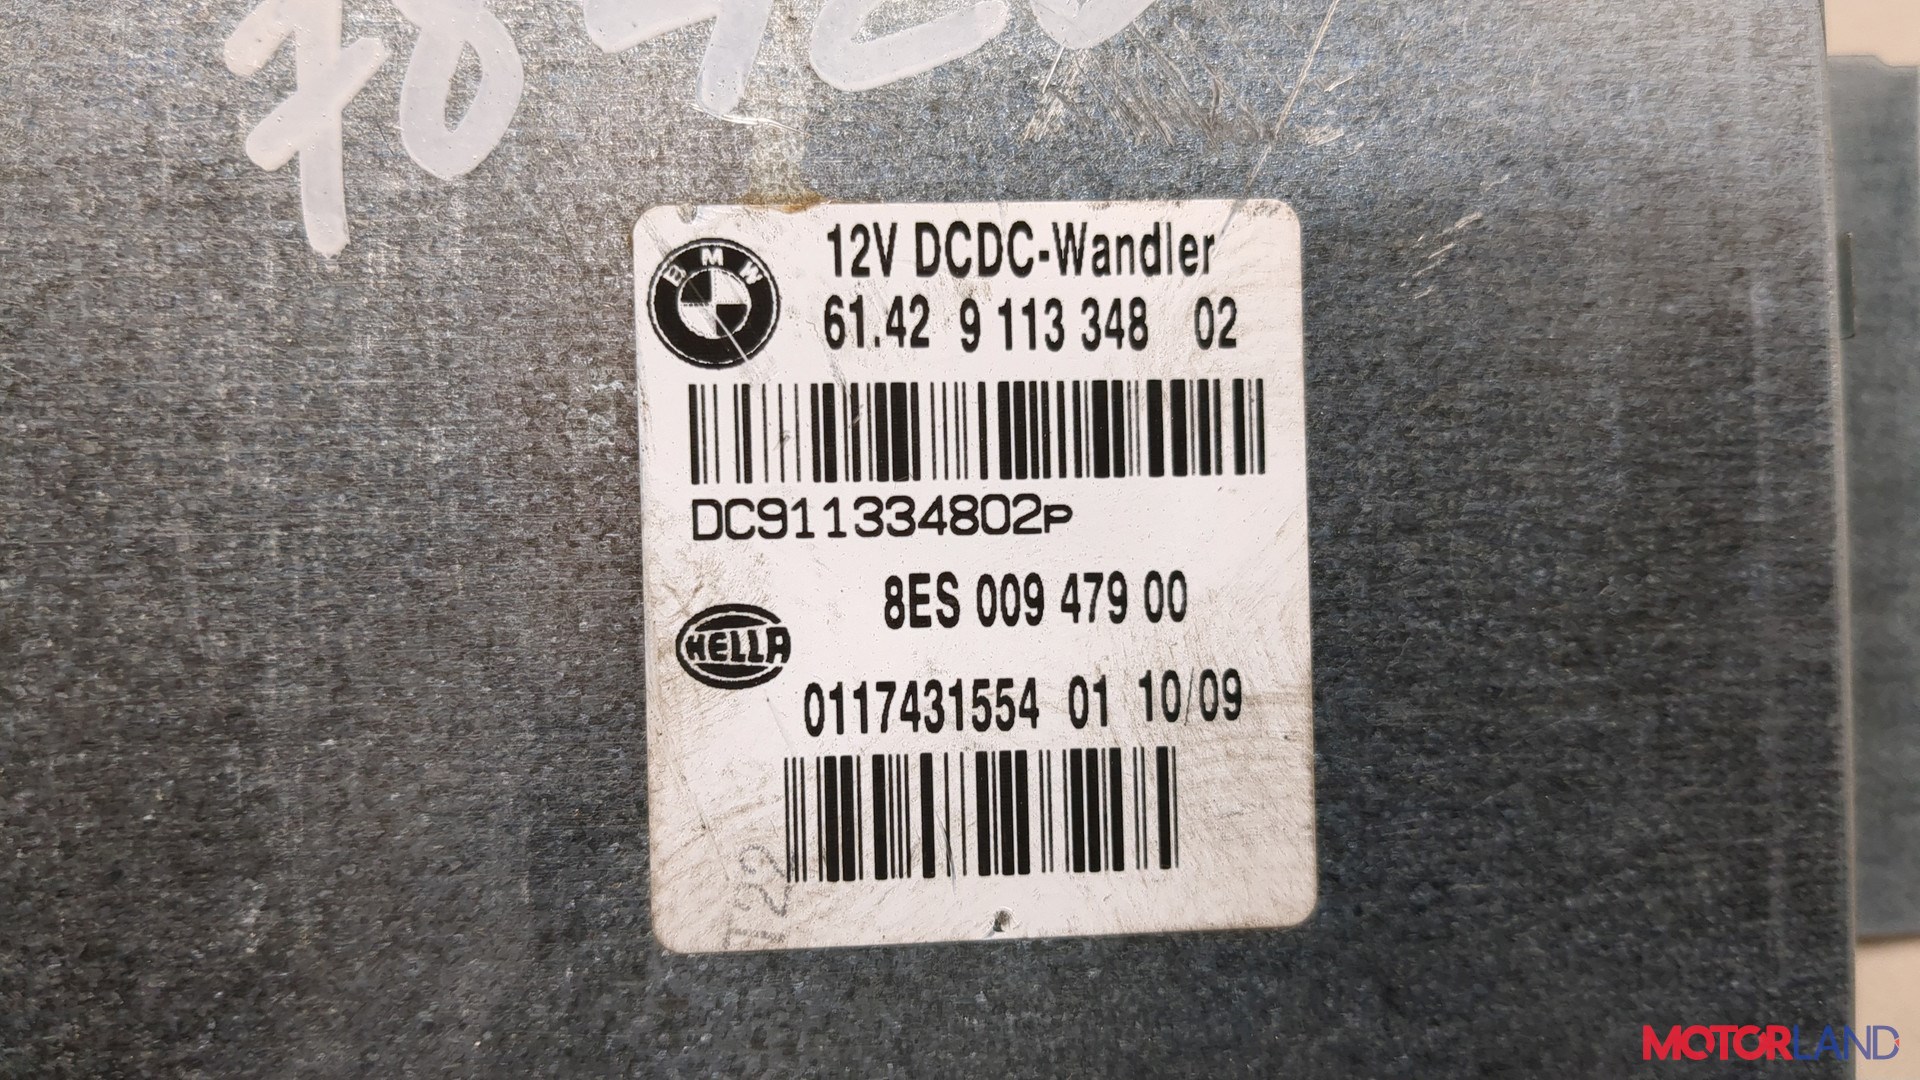 BMW
12V DCDC-Wandler
61.42 9 113 348 02
DC911334802P
8ES 009 479 00
HELLA
0117431554 01 10/09
722
MOTORLAND